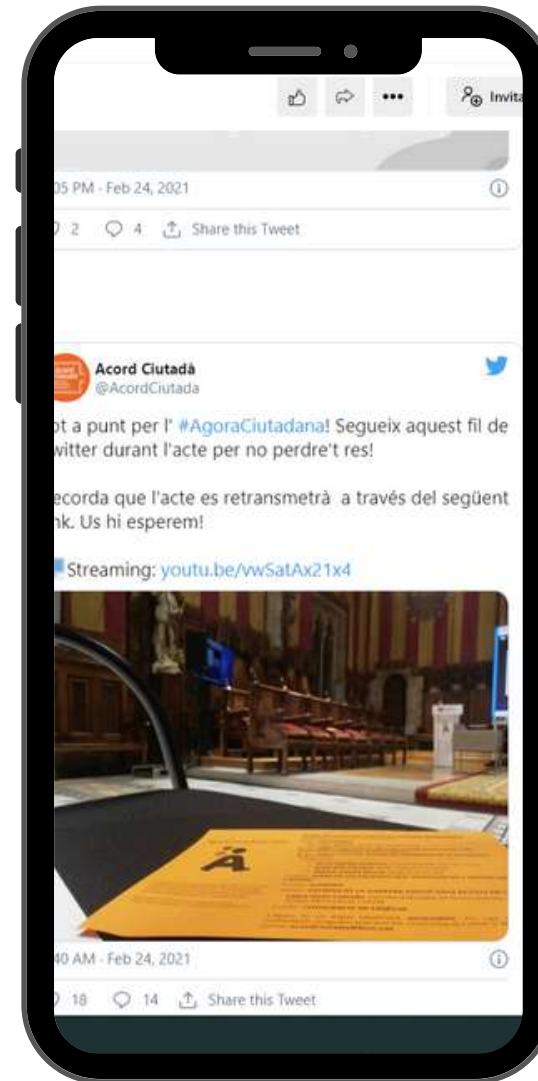 Invita
05 PM · Feb 24, 2021
2 4 Share this Tweet
Acord Ciutadà
@AcordCiutada
ot a punt per l' #AgoraCiutadana! Segueix aquest fil de
witter durant l'acte per no perdre't res!
ecorda que l'acte es retransmetrà a través del següent
nk. Us hi esperem!
Streaming: youtu.be/vwSatAx21x4
Ä
40 AM · Feb 24, 2021
18 14 Share this Tweet